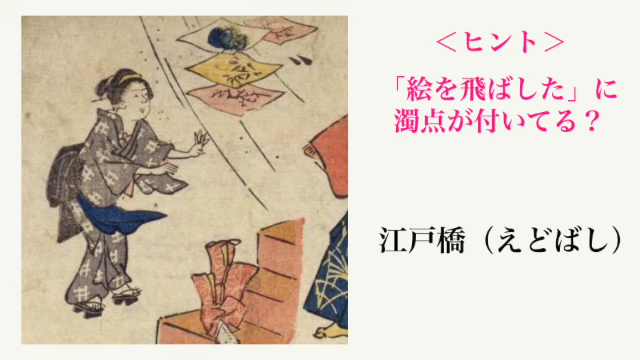 ＜ヒント＞
「絵を飛ばした」に
濁点が付いてる？
江戸橋（えどばし）